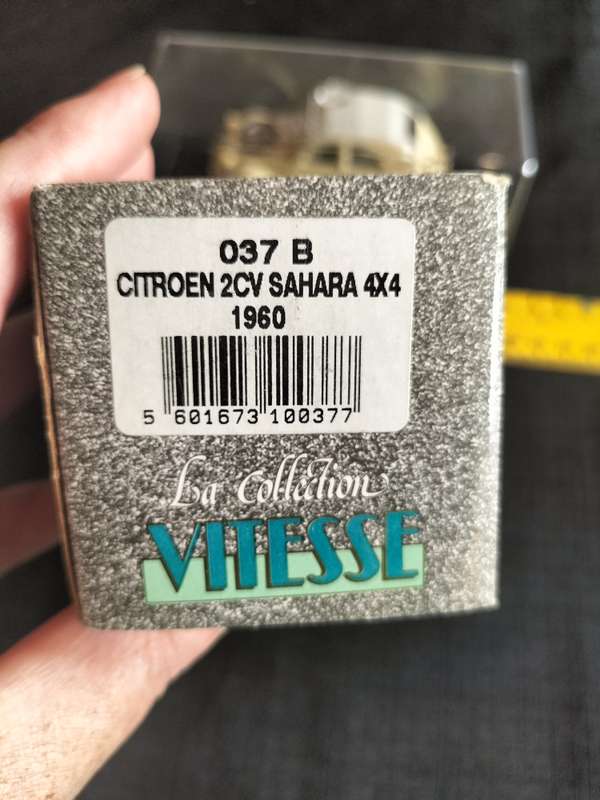 037 B
CITROEN 2CV SAHARA 4X4
1960
5 601673 100377
La Collection
VITESSE